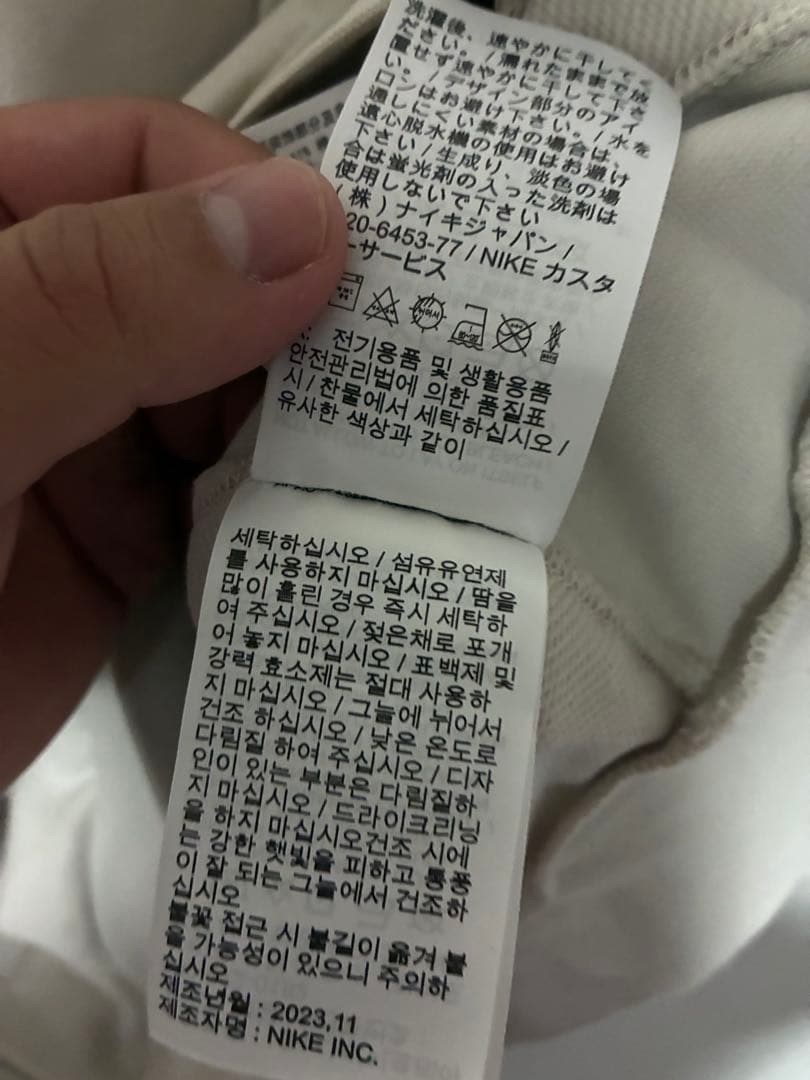 洗濯後、速やかに干してく
ださい。/濡れたままで放
置せず速やかに干して下さ
い。/デザイン部分のアイ
ロンはお避け下さい。/水を
通しにくい素材の場合は、
遠心脱水機の使用はお避け
下さい/生成り、淡色の場
合は蛍光剤の入った洗剤は
使用しないで下さい
(株)ナイキジャパン/
20-6453-77/NIKE カスタ
ーサービス
전기용품 및 생활용품
안전관리법에 의한 품질표
시/찬물에서 세탁하십시오/
유사한 색상과 같이
세탁하십시오/섬유유연제
를 사용하지 마십시오/땀을
많이 흘린 경우 즉시 세탁하
여 주십시오/젖은채로 포개
어 놓지 마십시오/표백제 및
강력 효소제는 절대 사용하
지 마십시오/그늘에 뉘어서
건조 하십시오/낮은 온도로
다림질 하여 주십시오/디자
인이 있는 부분은 다림질하
지 마십시오/드라이크리닝
을 하지 마십시오건조 시에
는 강한 햇빛을 피하고 통풍
이 잘 되는 그늘에서 건조하
십시오
불꽃 접근 시 불길이 옮겨 붙
을 가능성이 있으니 주의하
십시오
제조년월 : 2023,11
제조자명 : NIKE INC.